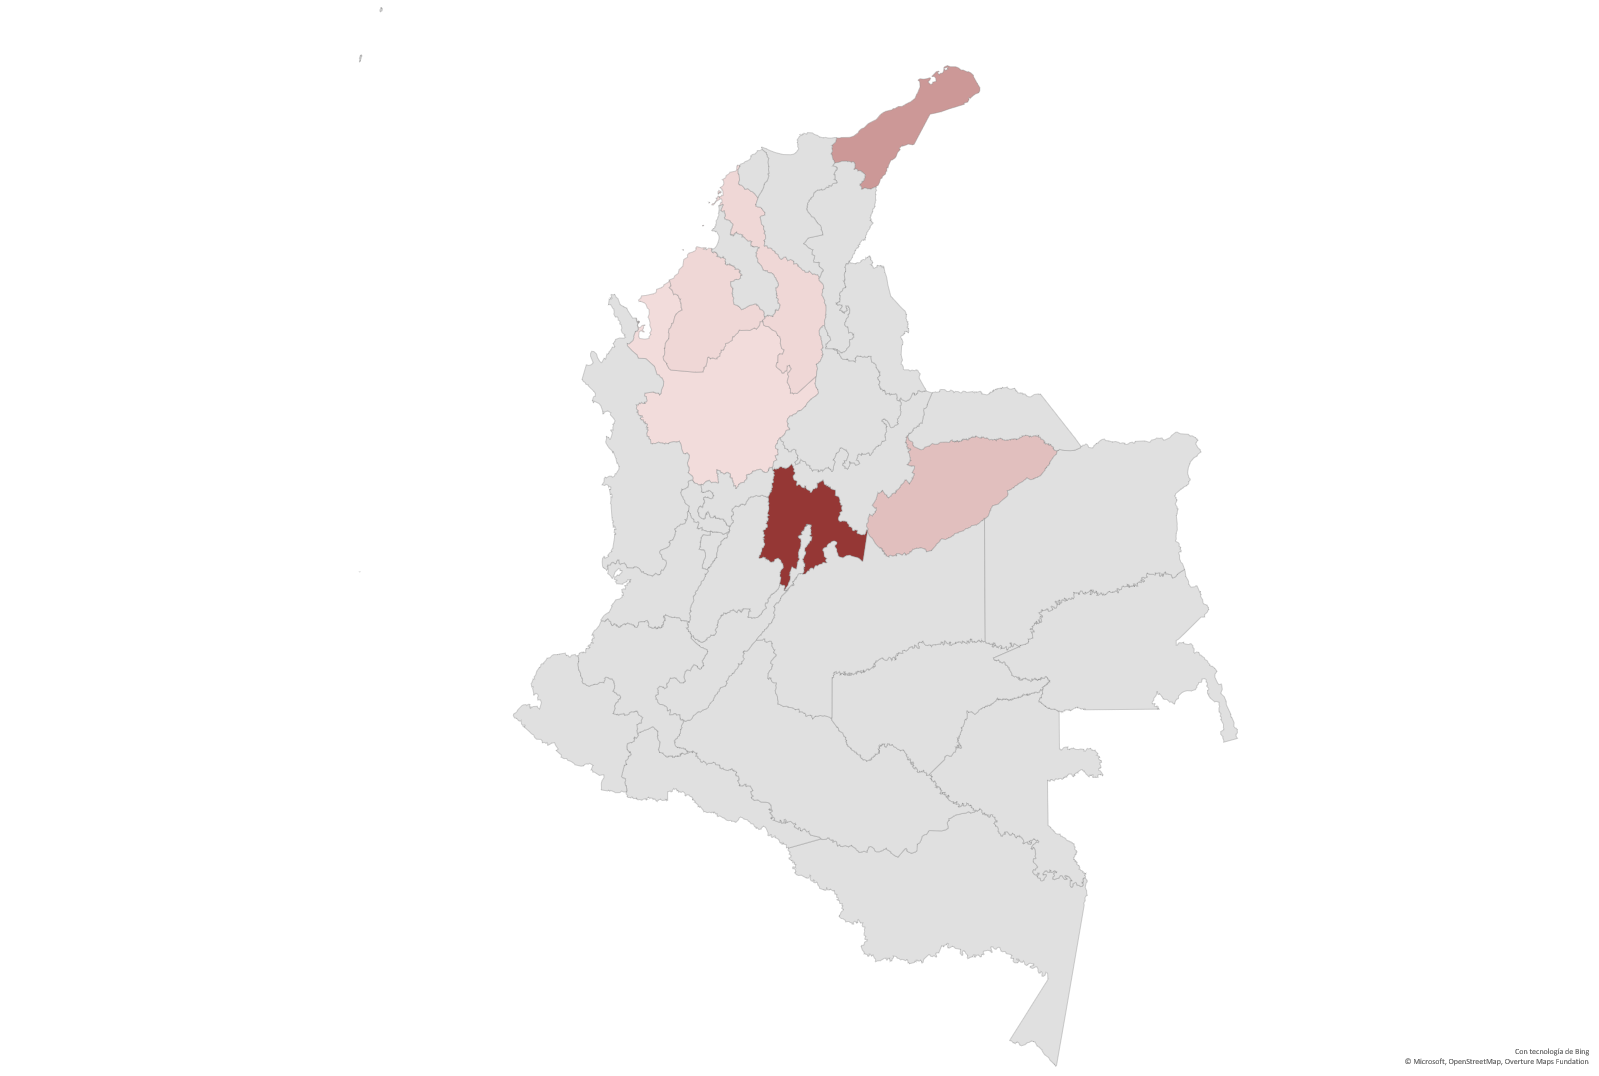 Con tecnología de Bing
© Microsoft, OpenStreetMap, Overture Maps Fundation